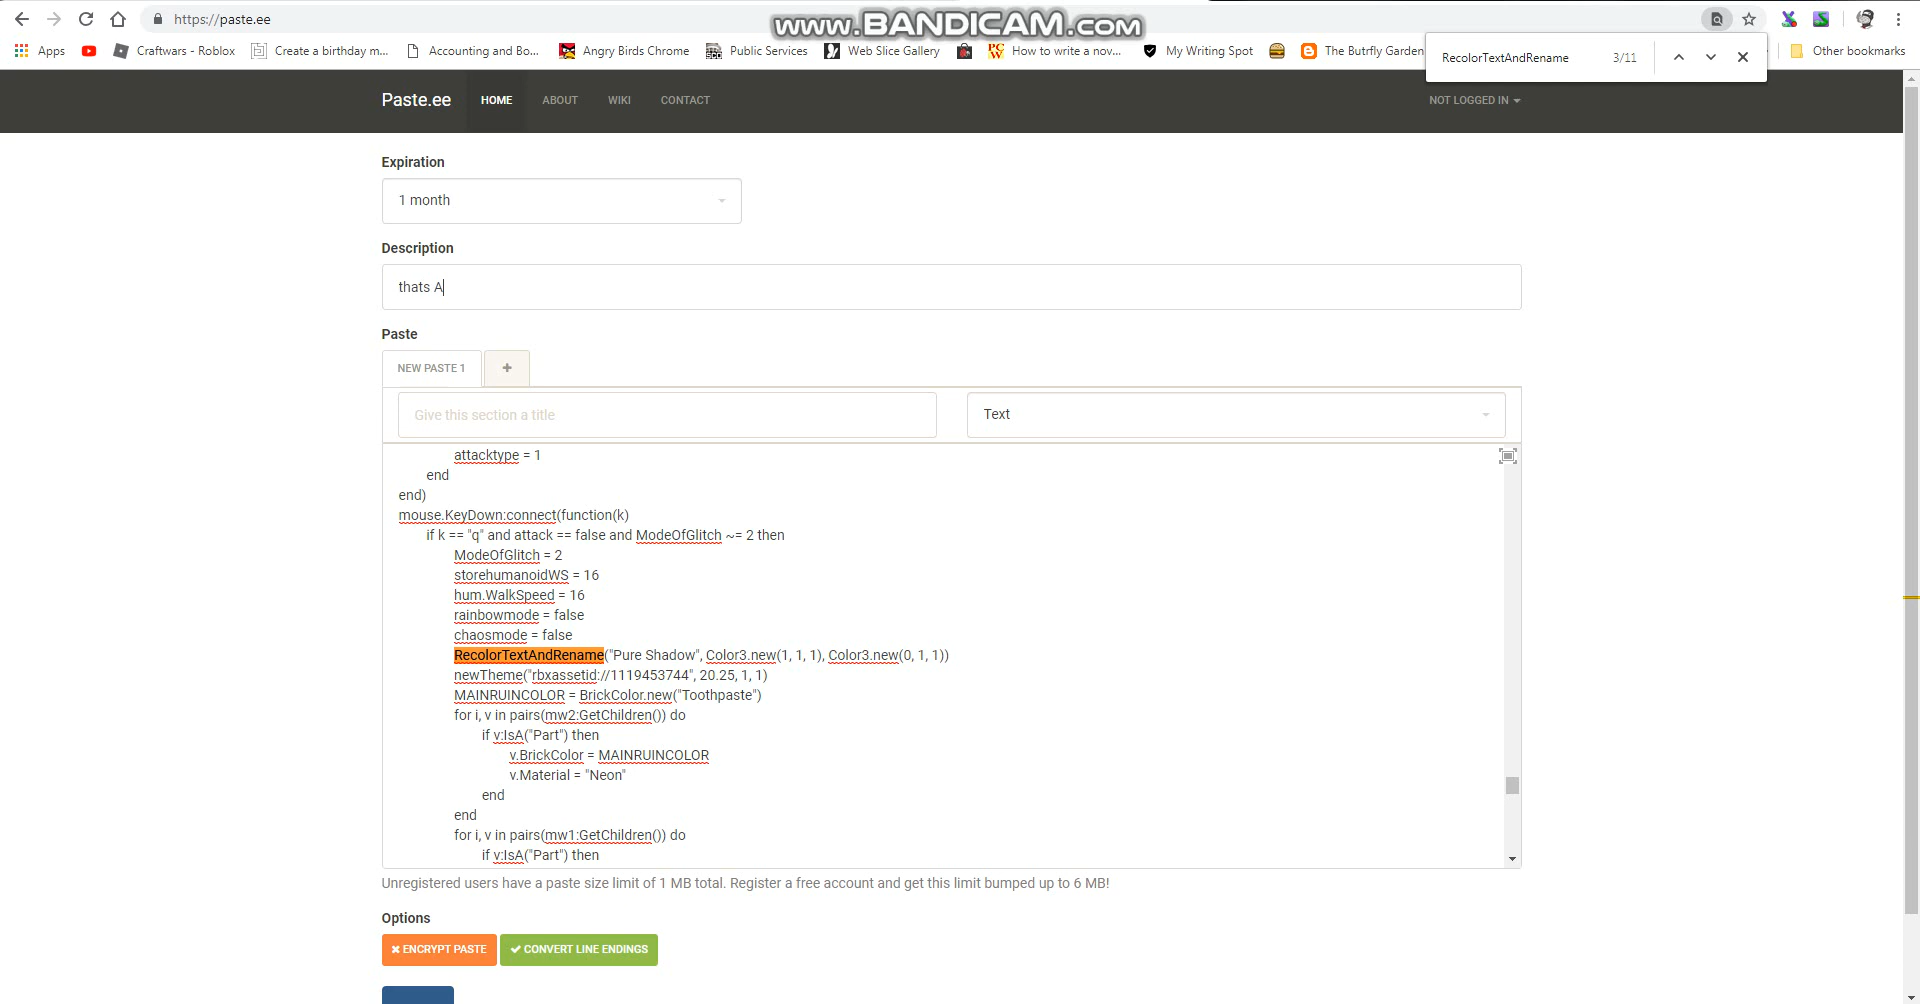 https://paste.ee
www.BANDICAM.com
Apps
Craftwars - Roblox
Create a birthday m...
Accounting and Bo...
Angry Birds Chrome
Public Services
Web Slice Gallery
How to write a nov...
My Writing Spot
The Butrfly Garden
Other bookmarks
RecolorTextAndRename 3/11
Paste.ee HOME ABOUT WIKI CONTACT NOT LOGGED IN
Expiration
1 month
Description
thats A
Paste
NEW PASTE 1 +
Give this section a title
Text
attacktype = 1
end
end)
mouse.KeyDown:connect(function(k)
if k == "q" and attack == false and ModeOfGlitch ~= 2 then
ModeOfGlitch = 2
storehumanoidWS = 16
hum.WalkSpeed = 16
rainbowmode = false
chaosmode = false
RecolorTextAndRename("Pure Shadow", Color3.new(1, 1, 1), Color3.new(0, 1, 1))
newTheme("rbxassetid://1119453744", 20.25, 1, 1)
MAINRUINCOLOR = BrickColor.new("Toothpaste")
for i, v in pairs(mw2:GetChildren()) do
if v:IsA("Part") then
v.BrickColor = MAINRUINCOLOR
v.Material = "Neon"
end
end
for i, v in pairs(mw1:GetChildren()) do
if v:IsA("Part") then
Unregistered users have a paste size limit of 1 MB total. Register a free account and get this limit bumped up to 6 MB!
Options
ENCRYPT PASTE
CONVERT LINE ENDINGS